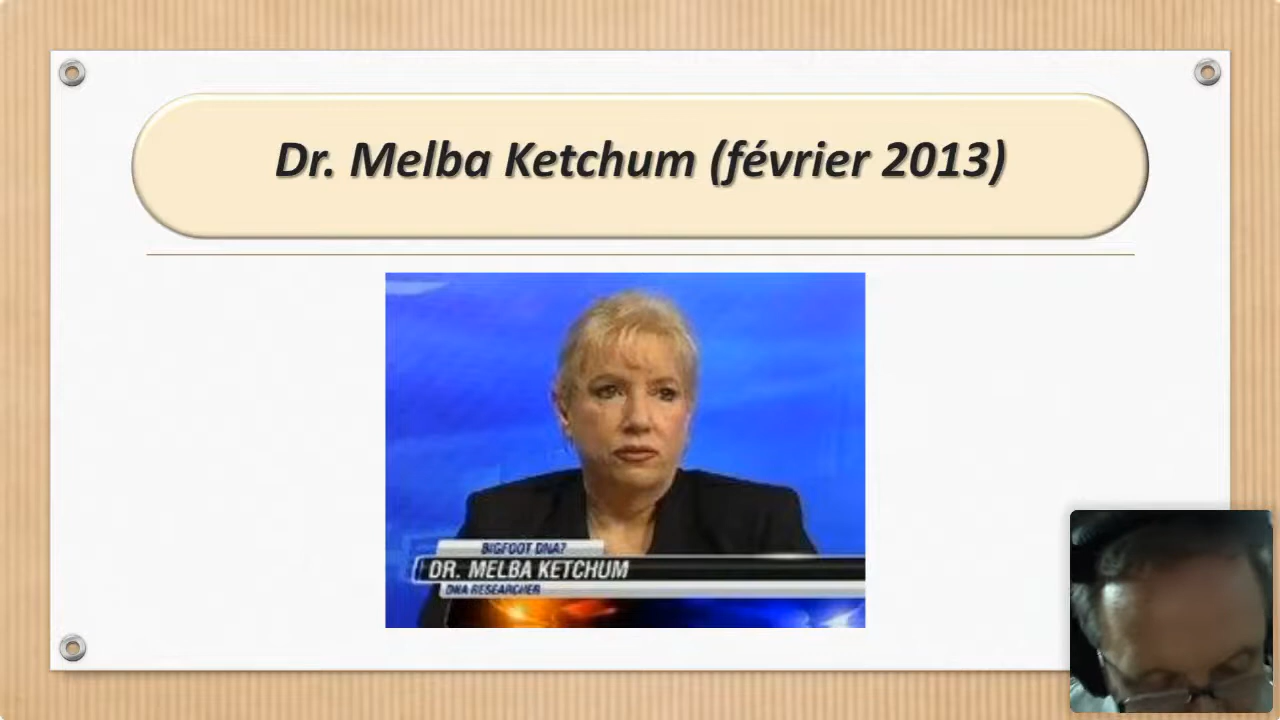 Dr. Melba Ketchum (février 2013)
BIGFOOT DNA?
DR. MELBA KETCHUM
DNA RESEARCHER